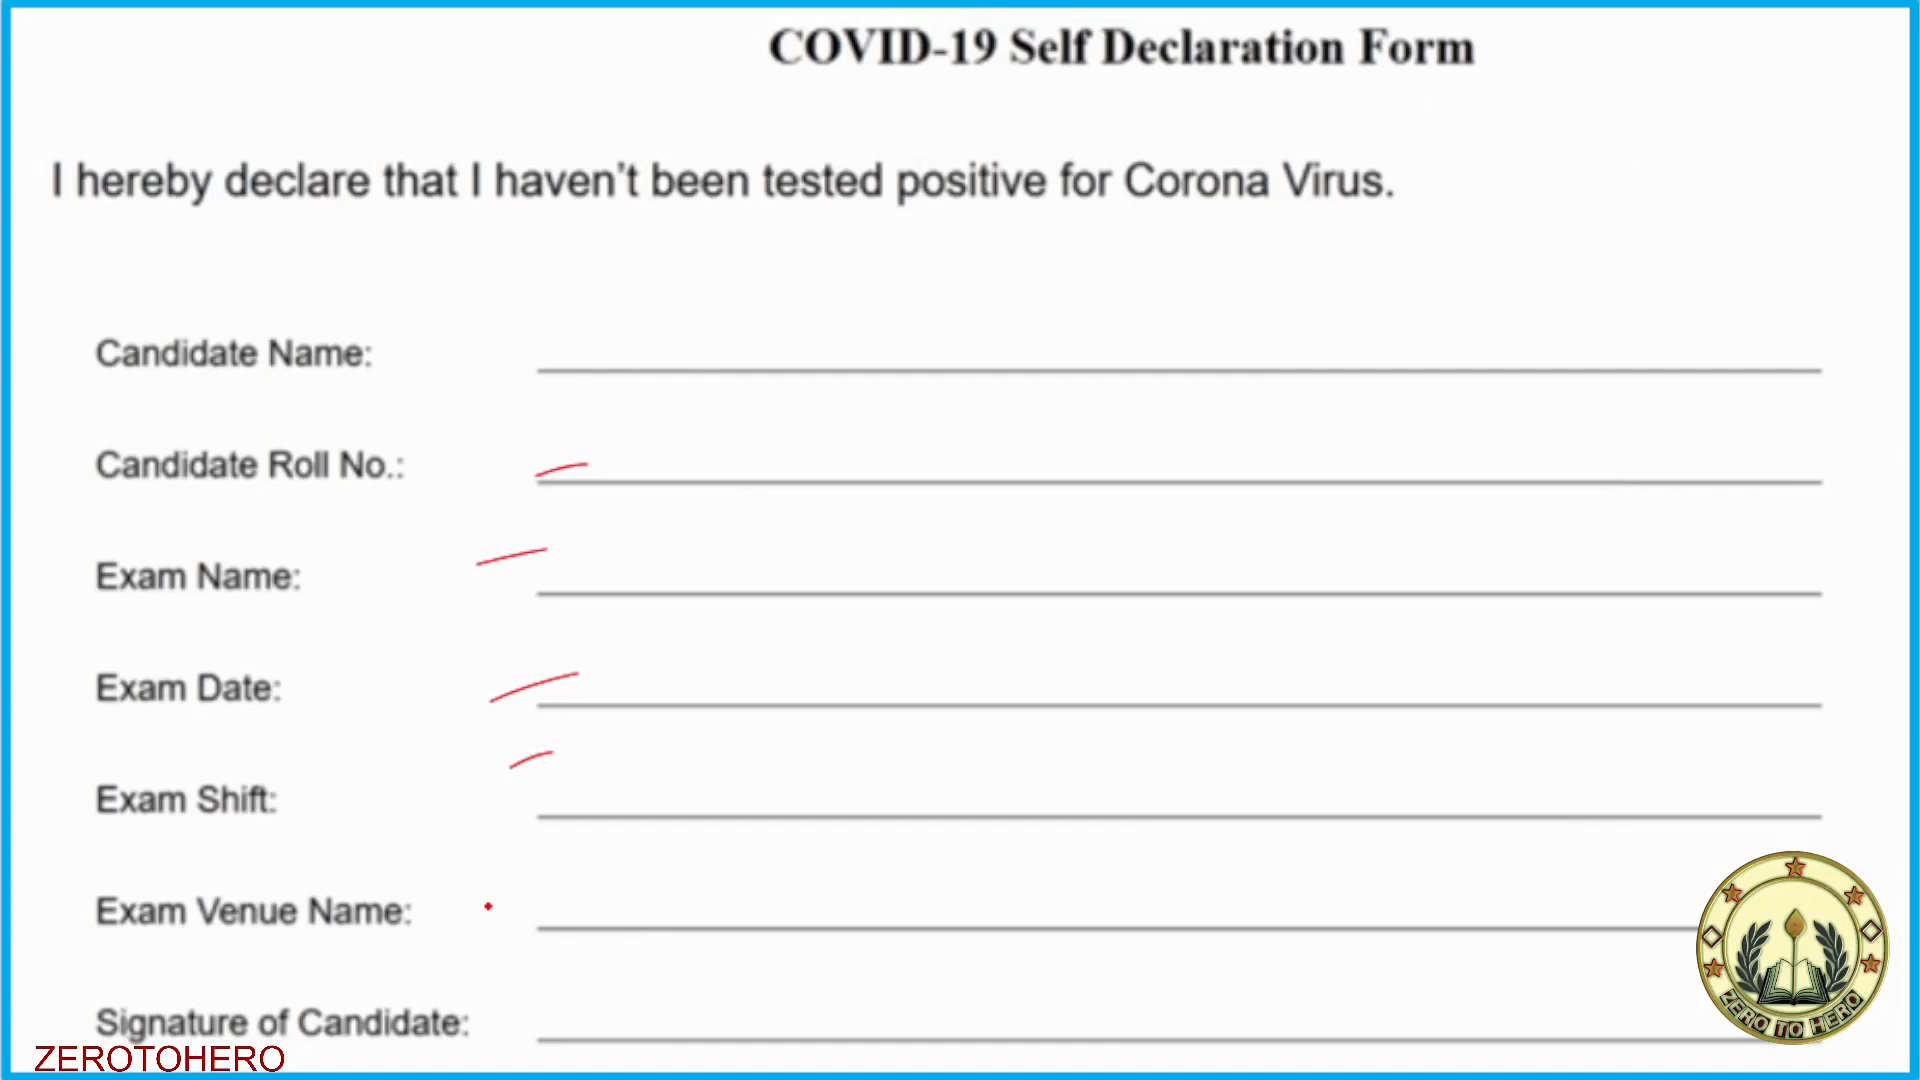 COVID-19 Self Declaration Form
I hereby declare that I haven’t been tested positive for Corona Virus.
Candidate Name:
Candidate Roll No.:
Exam Name:
Exam Date:
Exam Shift:
Exam Venue Name:
Signature of Candidate:
ZEROTOHERO
ZERO TO HERO